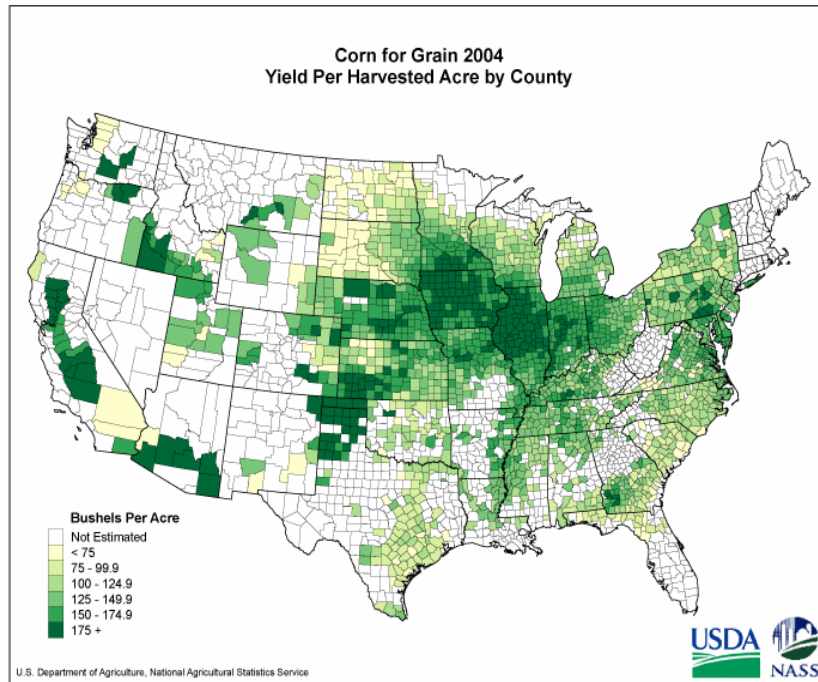 Corn for Grain 2004
Yield Per Harvested Acre by County
Bushels Per Acre
Not Estimated
< 75
75 - 99.9
100 - 124.9
125 - 149.9
150 - 174.9
175 +
USDA
NASS
U.S. Department of Agriculture, National Agricultural Statistics Service